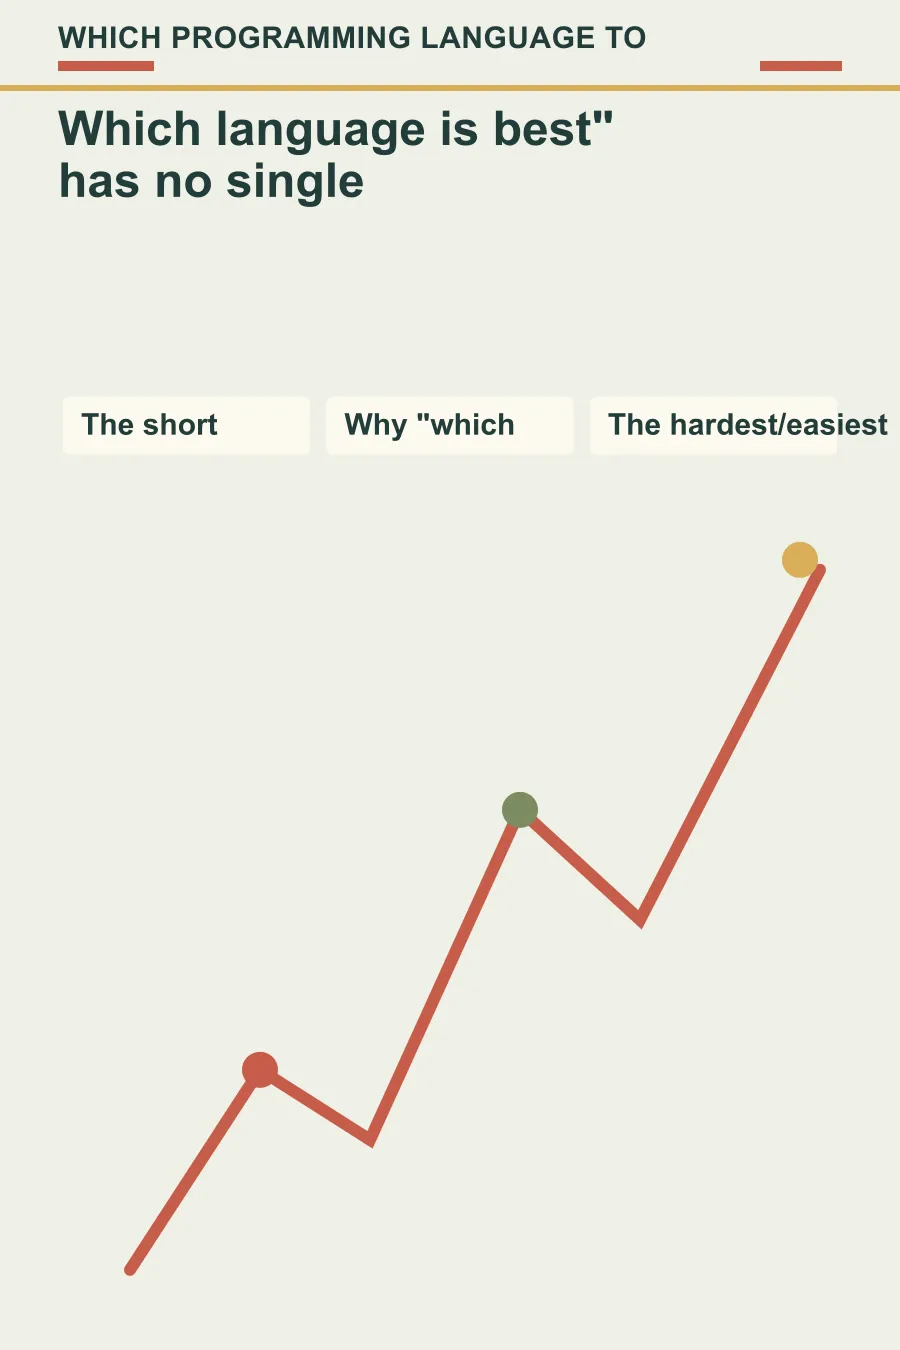 WHICH PROGRAMMING LANGUAGE TO
Which language is best"
has no single
The short
Why "which
The hardest/easiest